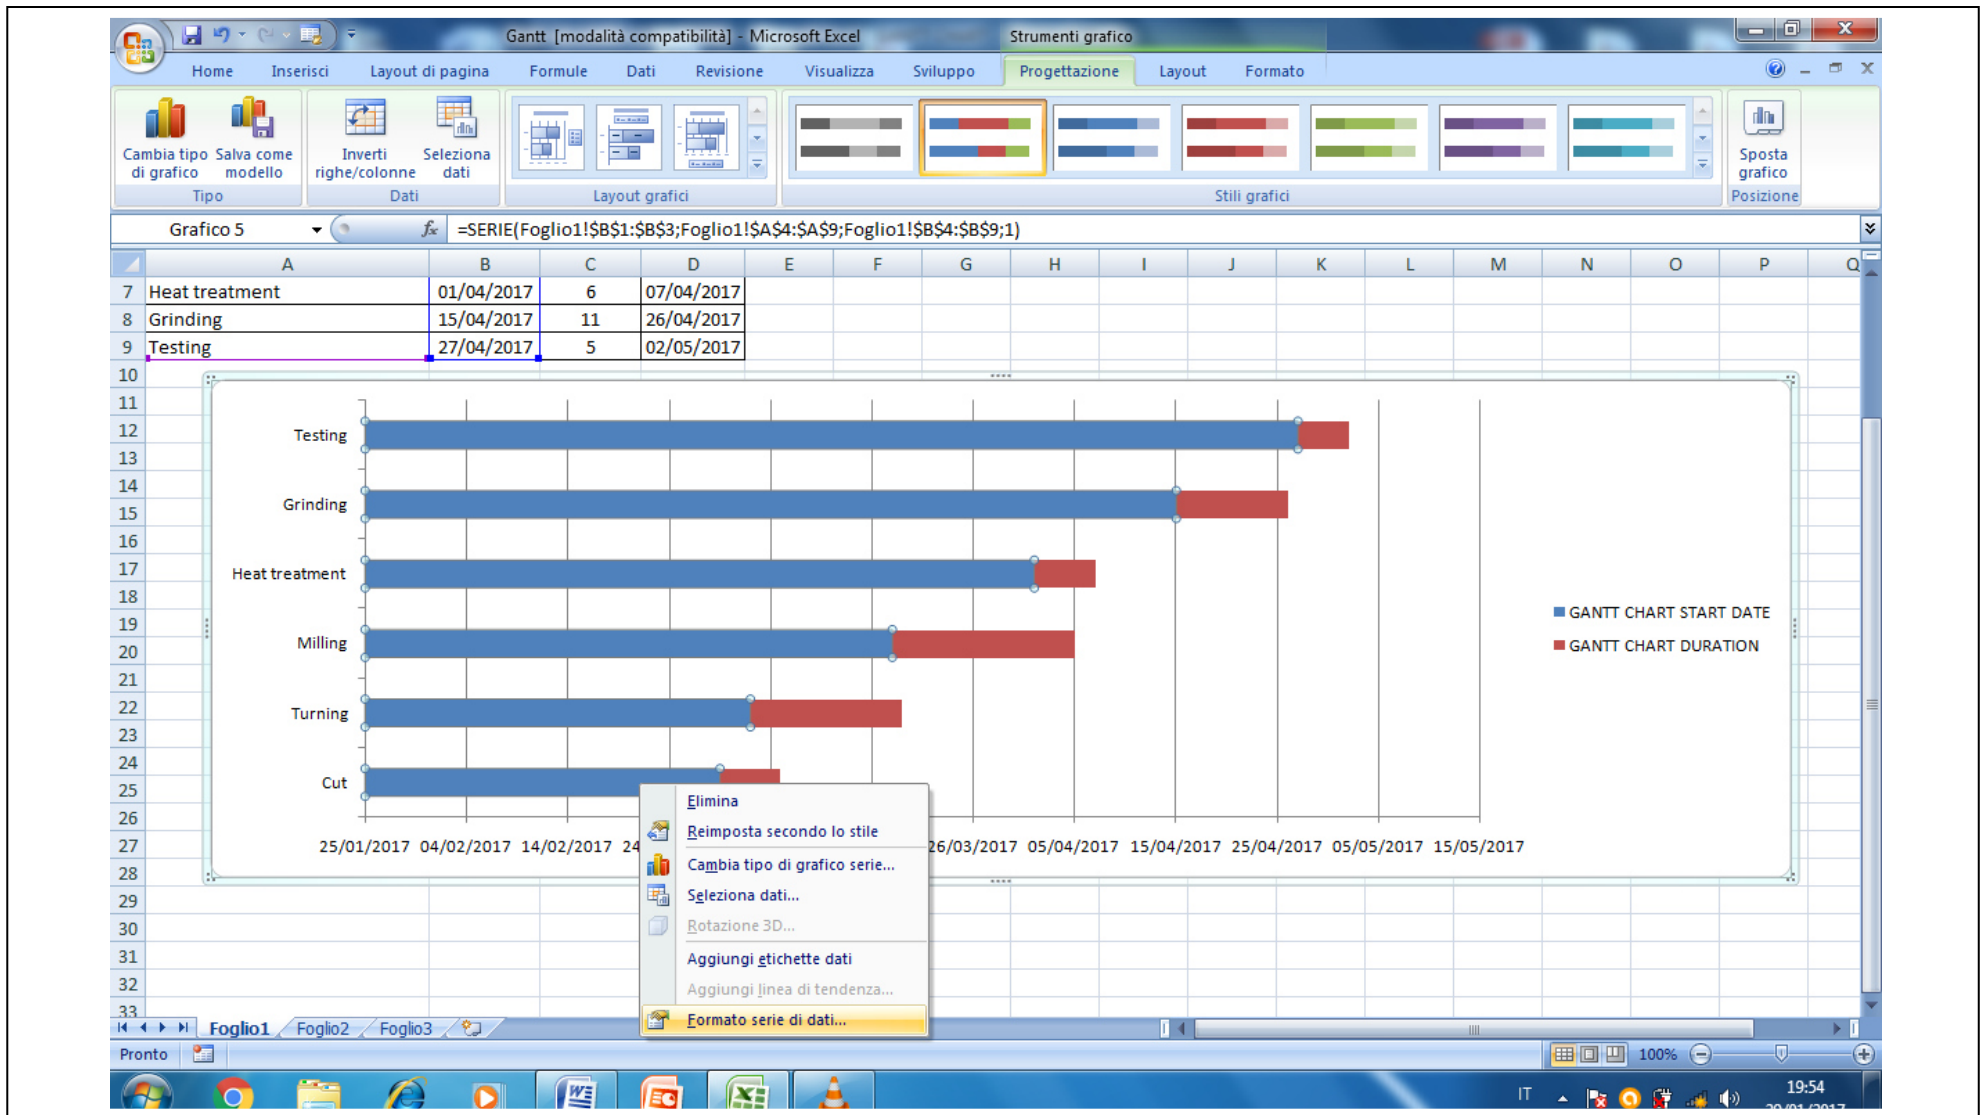 Gantt [modalità compatibilità] - Microsoft Excel
Strumenti grafico
Home Inserisci Layout di pagina Formule Dati Revisione Visualizza Sviluppo Progettazione Layout Formato
Cambia tipo di grafico
Salva come modello
Inverti righe/colonne
Seleziona dati
Sposta grafico
Tipo Dati Layout grafici Stili grafici Posizione
Grafico 5 fx =SERIE(Foglio1!$B$1:$B$3;Foglio1!$A$4:$A$9;Foglio1!$B$4:$B$9;1)
A B C D E F G H I J K L M N O P Q
7 Heat treatment 01/04/2017 6 07/04/2017
8 Grinding 15/04/2017 11 26/04/2017
9 Testing 27/04/2017 5 02/05/2017
10
11
12
13
14
15
16
17
18
19
20
21
22
23
24
25
26
27
28
29
30
31
32
33
Testing
Grinding
Heat treatment
Milling
Turning
Cut
GANTT CHART START DATE
GANTT CHART DURATION
25/01/2017 04/02/2017 14/02/2017 24 26/03/2017 05/04/2017 15/04/2017 25/04/2017 05/05/2017 15/05/2017
Elimina
Reimposta secondo lo stile
Cambia tipo di grafico serie...
Seleziona dati...
Rotazione 3D...
Aggiungi etichette dati
Aggiungi linea di tendenza...
Formato serie di dati...
Foglio1 Foglio2 Foglio3
Pronto 100%
IT 19:54